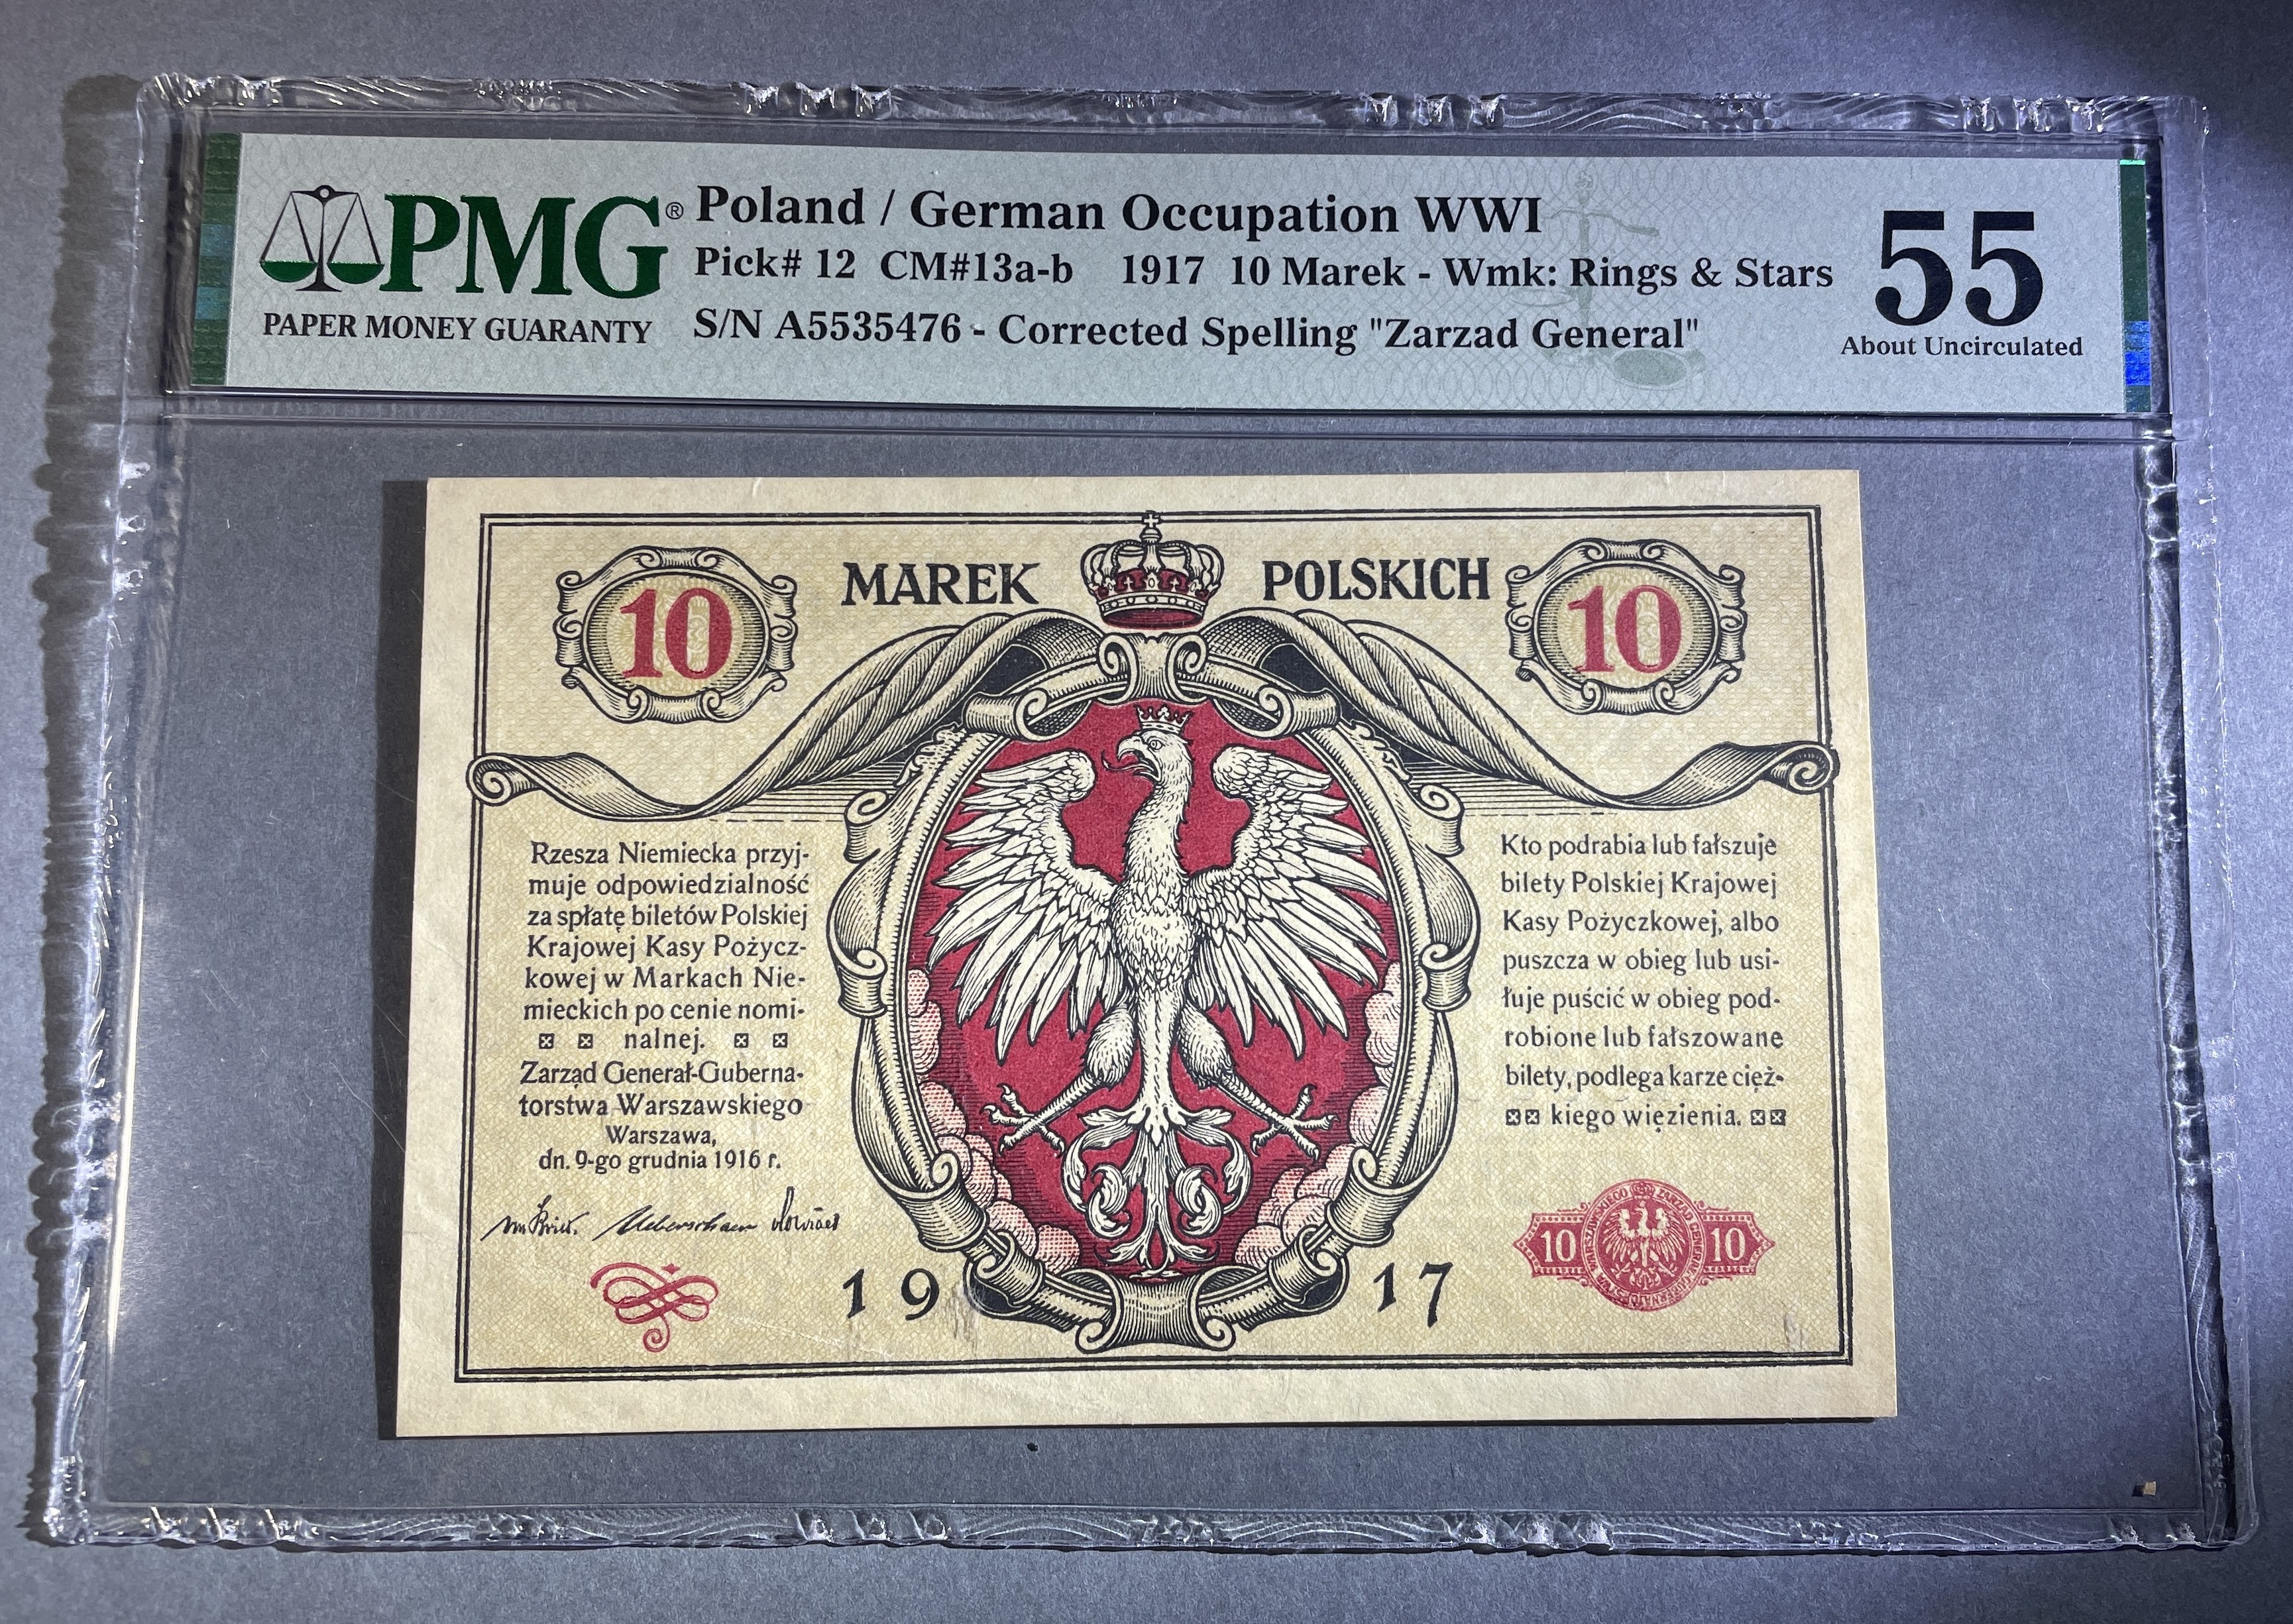 PMG®
PAPER MONEY GUARANTY
Poland / German Occupation WWI
Pick# 12 CM#13a-b 1917 10 Marek - Wmk: Rings & Stars
S/N A5535476 - Corrected Spelling "Zarzad General"
55
About Uncirculated
10
MAREK POLSKICH
10
Rzesza Niemiecka przyj-
muje odpowiedzialność
za spłatę biletów Polskiej
Krajowej Kasy Pożycz-
kowej w Markach Nie-
mieckich po cenie nomi-
nalnej.
Zarząd Generał-Guberna-
torstwa Warszawskiego
Warszawa,
dn. 9-go grudnia 1916 r.
Kto podrabia lub fałszuje
bilety Polskiej Krajowej
Kasy Pożyczkowej, albo
puszcza w obieg lub usi-
łuje puścić w obieg pod-
robione lub fałszowane
bilety, podlega karze cięż-
kiego więzienia.
1917
10 10